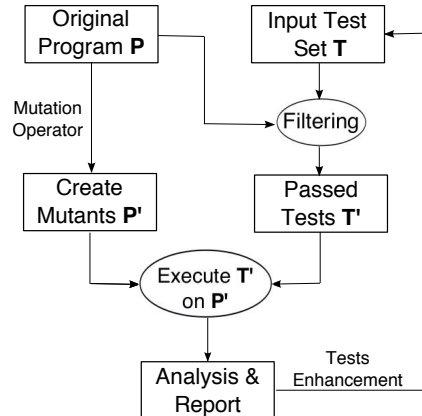 Original
Program P
Input Test
Set T
Mutation
Operator
Filtering
Create
Mutants P'
Passed
Tests T'
Execute T'
on P'
Analysis &
Report
Tests
Enhancement